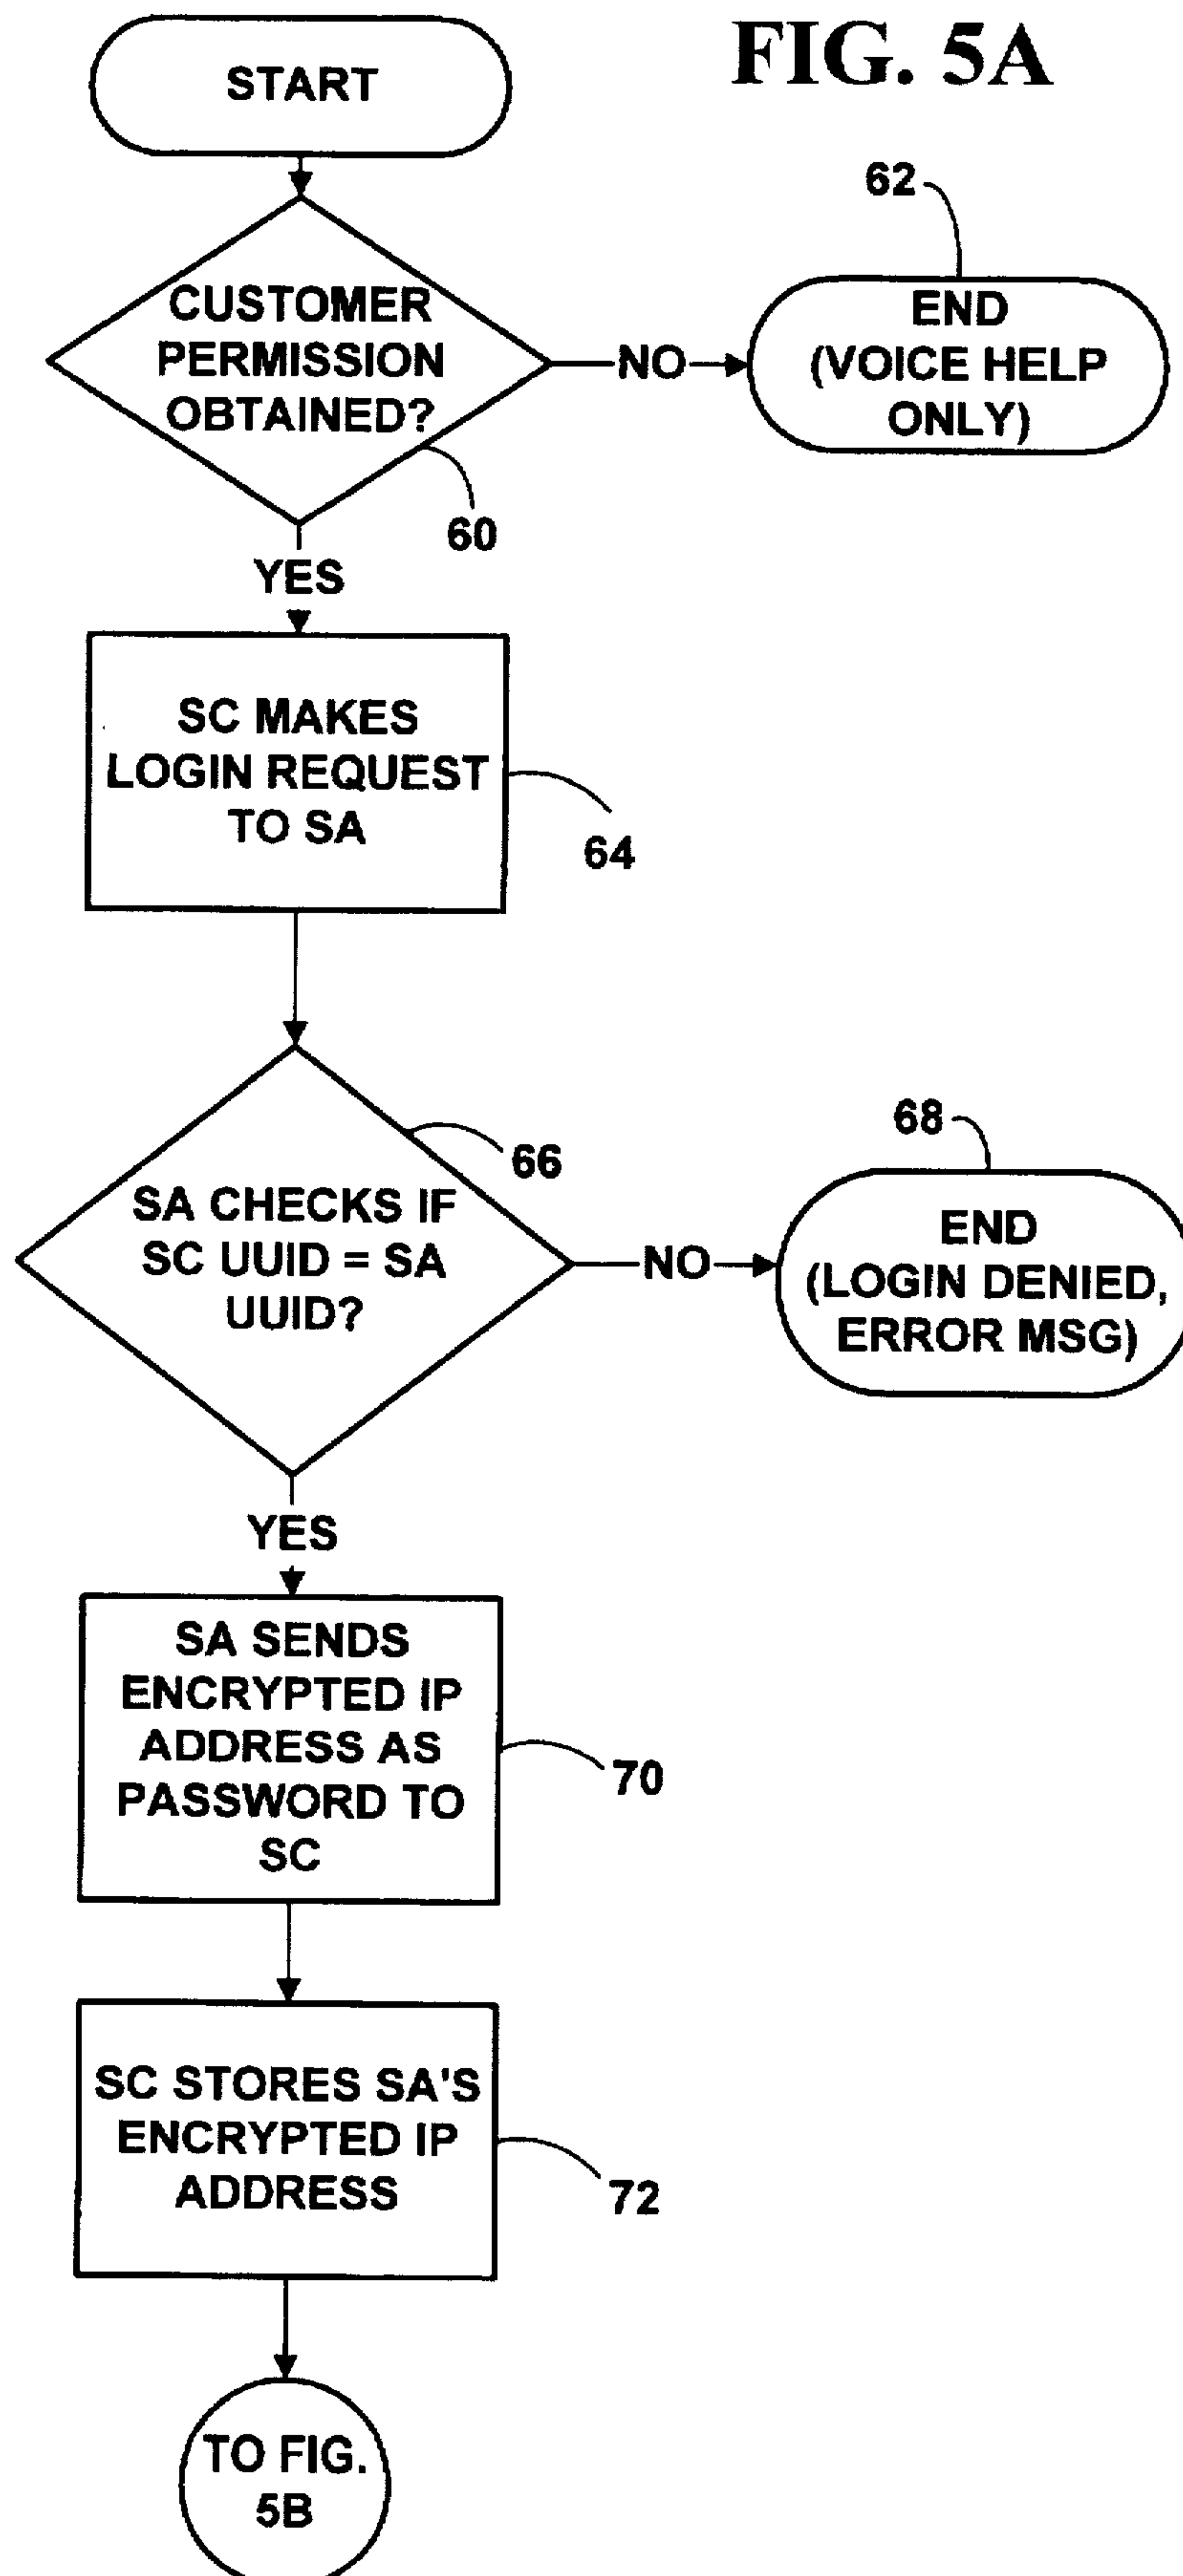 FIG. 5A
START
62
CUSTOMER
PERMISSION
OBTAINED?
NO
END
(VOICE HELP
ONLY)
60
YES
SC MAKES
LOGIN REQUEST
TO SA
64
66
68
SA CHECKS IF
SC UUID = SA
UUID?
NO
END
(LOGIN DENIED,
ERROR MSG)
YES
SA SENDS
ENCRYPTED IP
ADDRESS AS
PASSWORD TO
SC
70
SC STORES SA'S
ENCRYPTED IP
ADDRESS
72
TO FIG.
5B